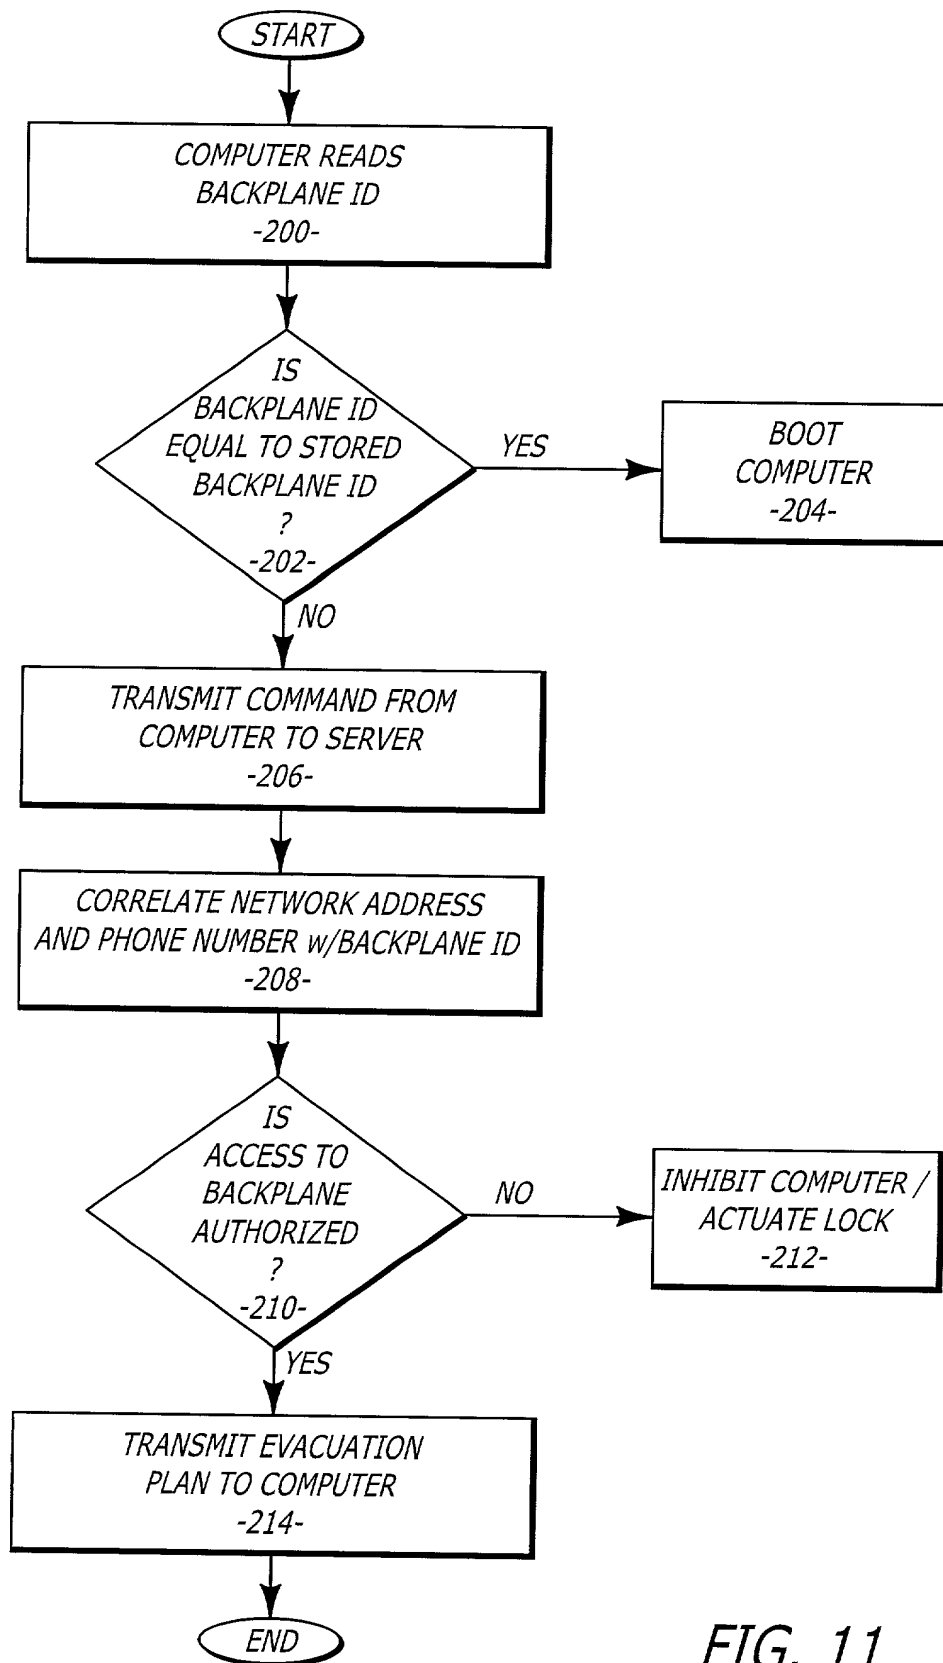 START
COMPUTER READS
BACKPLANE ID
-200-
IS
BACKPLANE ID
EQUAL TO STORED
BACKPLANE ID
?
-202-
YES
BOOT
COMPUTER
-204-
NO
TRANSMIT COMMAND FROM
COMPUTER TO SERVER
-206-
CORRELATE NETWORK ADDRESS
AND PHONE NUMBER w/BACKPLANE ID
-208-
IS
ACCESS TO
BACKPLANE
AUTHORIZED
?
-210-
NO
INHIBIT COMPUTER /
ACTUATE LOCK
-212-
YES
TRANSMIT EVACUATION
PLAN TO COMPUTER
-214-
END
FIG. 11